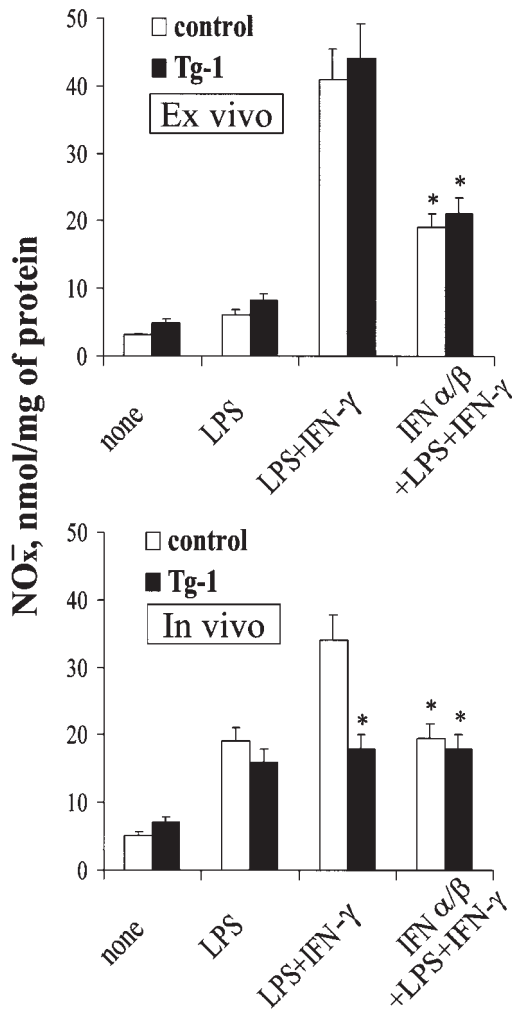 NOx̄, nmol/mg of protein
50
40
30
20
10
0
control
Tg-1
Ex vivo
* *
none
LPS
LPS+IFN-γ
IFN α/β
+LPS+IFN-γ
50
40
30
20
10
0
control
Tg-1
In vivo
*
* *
none
LPS
LPS+IFN-γ
IFN α/β
+LPS+IFN-γ